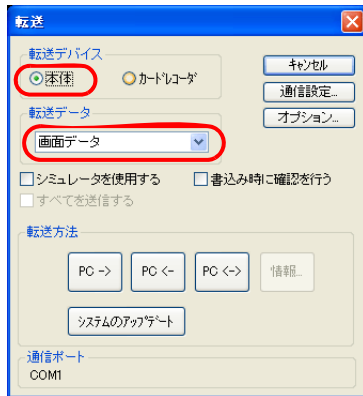 転送
転送デバイス
本体
カードレコーダ
キャンセル
通信設定...
オプション...
転送データ
画面データ
シミュレータを使用する
書込み時に確認を行う
すべてを送信する
転送方法
PC ->
PC <-
PC <->
情報...
システムのアップデート
通信ポート
COM1